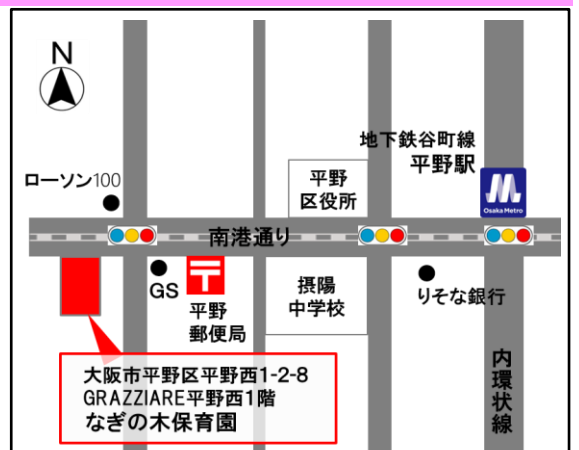 N
地下鉄谷町線
平野駅
Osaka Metro
ローソン100
平野
区役所
南港通り
GS
平野
郵便局
摂陽
中学校
りそな銀行
内環状線
大阪市平野区平野西1-2-8
GRAZZIARE平野西1階
なぎの木保育園